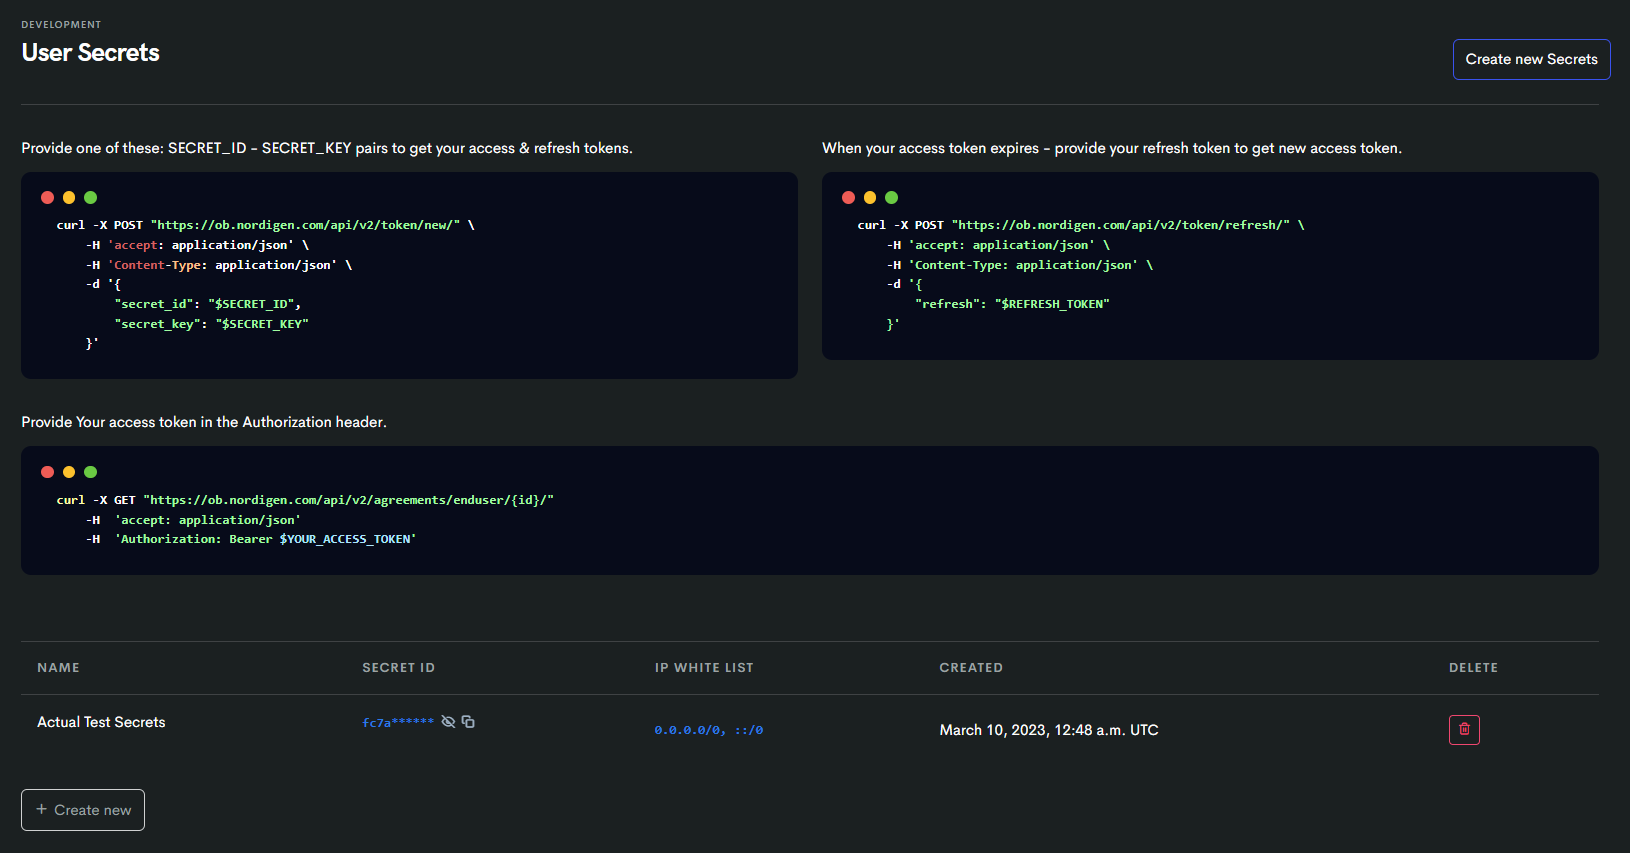 DEVELOPMENT
User Secrets
Create new Secrets
Provide one of these: SECRET_ID - SECRET_KEY pairs to get your access & refresh tokens.
curl -X POST "https://ob.nordigen.com/api/v2/token/new/" \
-H 'accept: application/json' \
-H 'Content-Type: application/json' \
-d '{
"secret_id": "$SECRET_ID",
"secret_key": "$SECRET_KEY"
}'
When your access token expires - provide your refresh token to get new access token.
curl -X POST "https://ob.nordigen.com/api/v2/token/refresh/" \
-H 'accept: application/json' \
-H 'Content-Type: application/json' \
-d '{
"refresh": "$REFRESH_TOKEN"
}'
Provide Your access token in the Authorization header.
curl -X GET "https://ob.nordigen.com/api/v2/agreements/enduser/{id}/"
-H  'accept: application/json'
-H  'Authorization: Bearer $YOUR_ACCESS_TOKEN'
NAME SECRET ID IP WHITE LIST CREATED DELETE
Actual Test Secrets fc7a****** 0.0.0.0/0, ::/0 March 10, 2023, 12:48 a.m. UTC
+ Create new